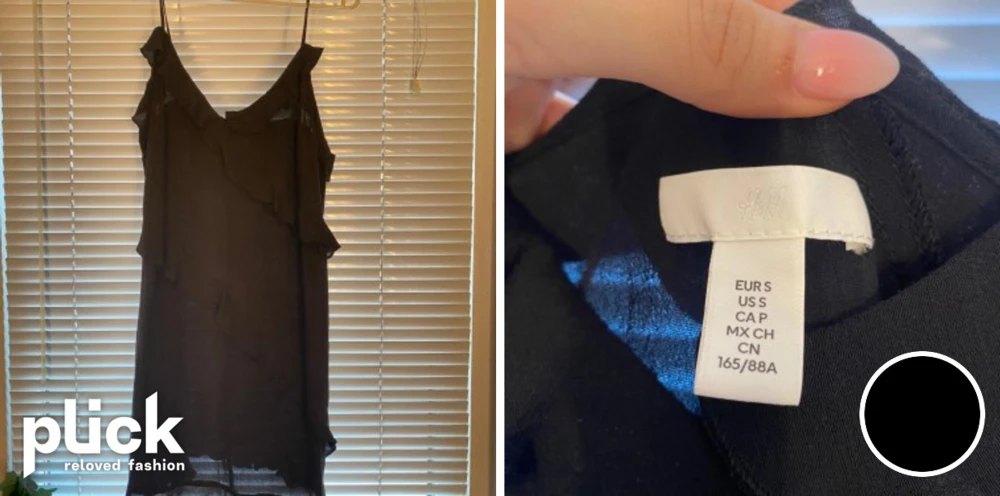 plick
reloved fashion
H&M
EUR S
US S
CA P
MX CH
CN
165/88A